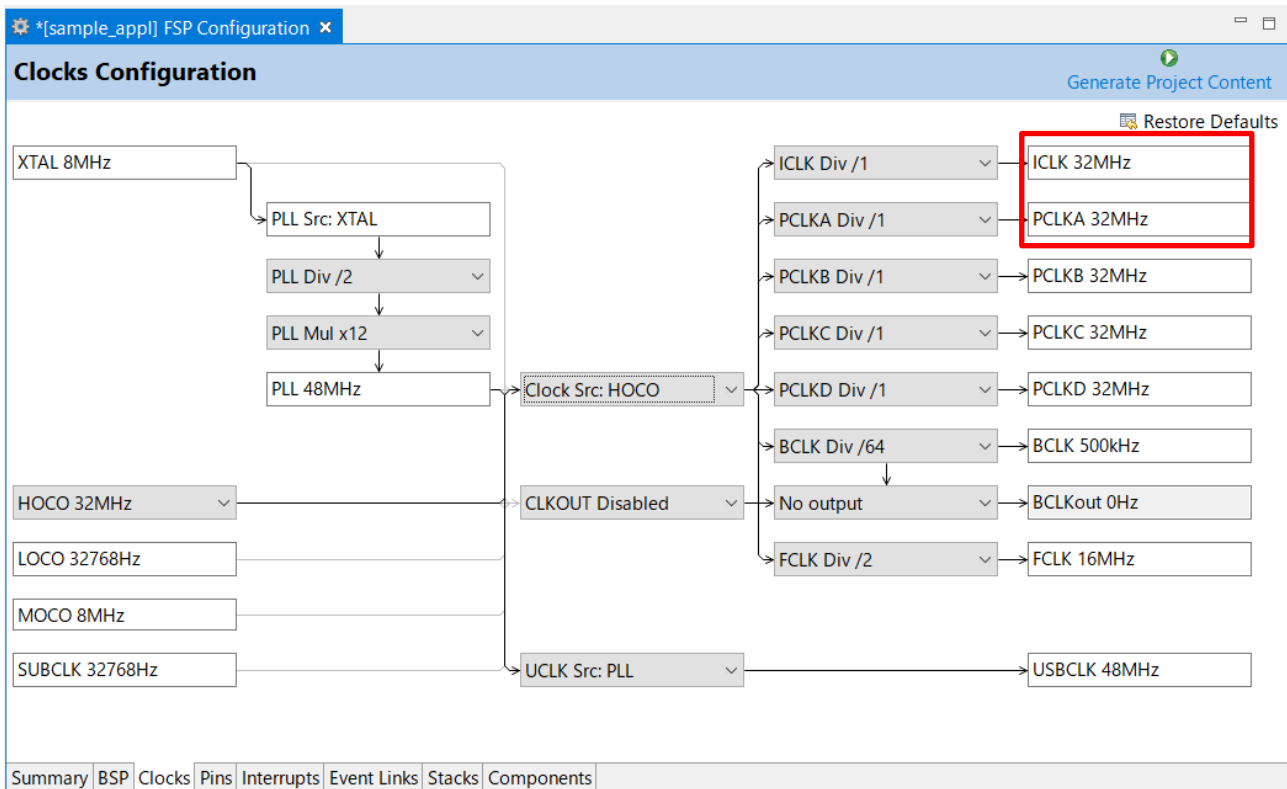 *[sample_appl] FSP Configuration
Clocks Configuration
Generate Project Content
Restore Defaults
XTAL 8MHz
ICLK Div /1
ICLK 32MHz
PLL Src: XTAL
PCLKA Div /1
PCLKA 32MHz
PLL Div /2
PCLKB Div /1
PCLKB 32MHz
PLL Mul x12
PCLKC Div /1
PCLKC 32MHz
PLL 48MHz
Clock Src: HOCO
PCLKD Div /1
PCLKD 32MHz
BCLK Div /64
BCLK 500kHz
HOCO 32MHz
CLKOUT Disabled
No output
BCLKout 0Hz
LOCO 32768Hz
FCLK Div /2
FCLK 16MHz
MOCO 8MHz
SUBCLK 32768Hz
UCLK Src: PLL
USBCLK 48MHz
Summary BSP Clocks Pins Interrupts Event Links Stacks Components